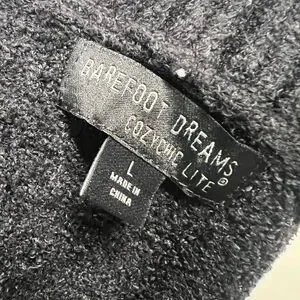 BAREFOOT DREAMS
COZYCHIC LITE®
L
MADE IN
CHINA